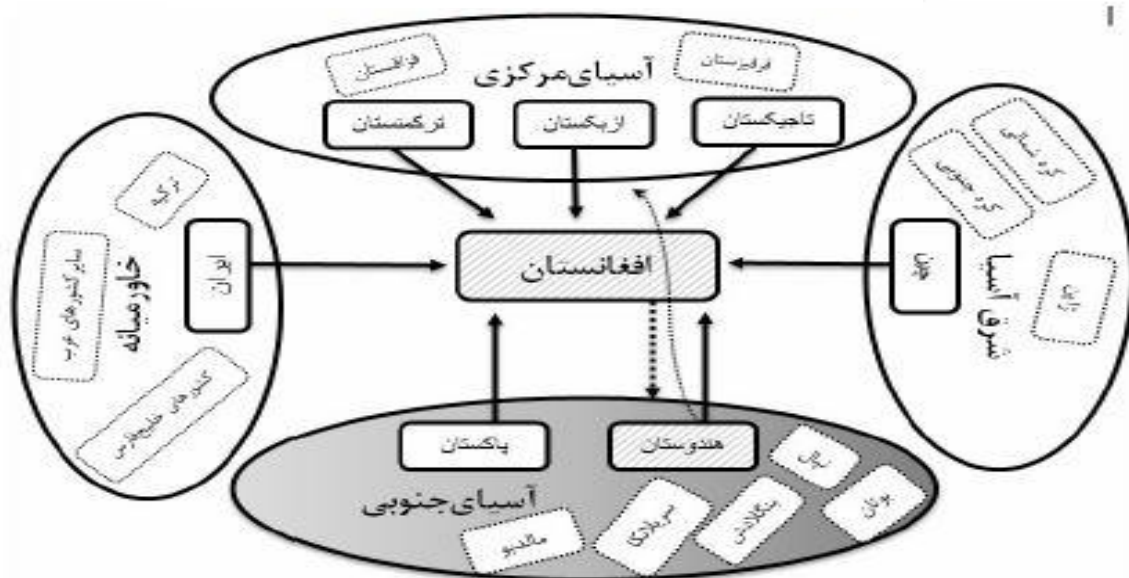 آسیای مرکزی
قزاقستان
قرقیزستان
ترکمنستان
ازبکستان
تاجیکستان
شرق آسیا
کره شمالی
کره جنوبی
ژاپن
چین
افغانستان
خاورمیانه
ترکیه
ایران
سایر کشورهای عرب
کشورهای خلیج‌فارس
آسیای جنوبی
پاکستان
هندوستان
نپال
بوتان
بنگلادش
سریلانکا
مالدیو